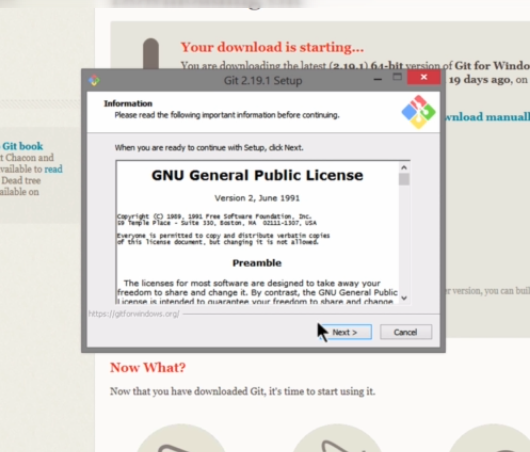 Your download is starting...
You are downloading the latest (2.19.1) 64-bit version of Git for Windo
19 days ago, on
wnload manuall
Git book
t Chacon and
vailable to read
Dead tree
ailable on
Git 2.19.1 Setup
Information
Please read the following important information before continuing.
When you are ready to continue with Setup, click Next.
GNU General Public License
Version 2, June 1991
Copyright (C) 1989, 1991 Free Software Foundation, Inc.
59 Temple Place - Suite 330, Boston, MA 02111-1307, USA
Everyone is permitted to copy and distribute verbatim copies
of this license document, but changing it is not allowed.
Preamble
The licenses for most software are designed to take away your
freedom to share and change it. By contrast, the GNU General Public
License is intended to guarantee your freedom to share and change
https://gitforwindows.org/
Next >
Cancel
r version, you can buil
Now What?
Now that you have downloaded Git, it's time to start using it.